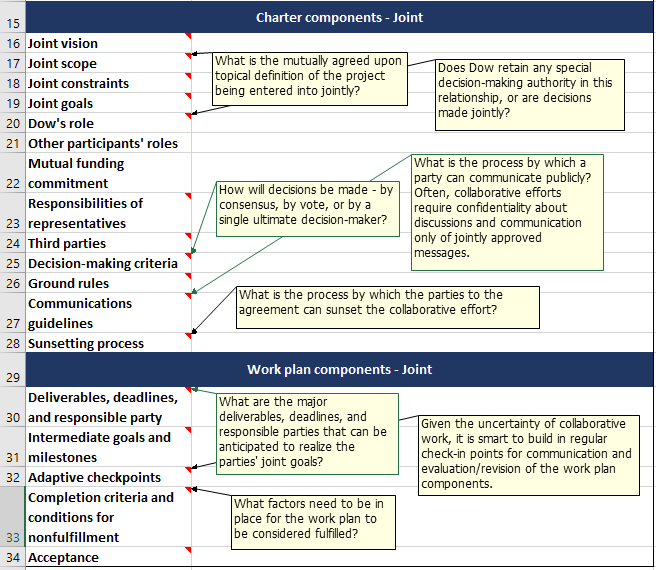 15 Charter components - Joint
16 Joint vision
17 Joint scope
18 Joint constraints
19 Joint goals
20 Dow's role
21 Other participants' roles
Mutual funding
22 commitment
Responsibilities of
23 representatives
24 Third parties
25 Decision-making criteria
26 Ground rules
Communications
27 guidelines
28 Sunsetting process
What is the mutually agreed upon
topical definition of the project
being entered into jointly?
Does Dow retain any special
decision-making authority in this
relationship, or are decisions
made jointly?
How will decisions be made - by
consensus, by vote, or by a
single ultimate decision-maker?
What is the process by which a
party can communicate publicly?
Often, collaborative efforts
require confidentiality about
discussions and communication
only of jointly approved
messages.
What is the process by which the parties to the
agreement can sunset the collaborative effort?
29 Work plan components - Joint
Deliverables, deadlines,
30 and responsible party
Intermediate goals and
31 milestones
32 Adaptive checkpoints
Completion criteria and
conditions for
33 nonfulfillment
34 Acceptance
What are the major
deliverables, deadlines, and
responsible parties that can be
anticipated to realize the
parties' joint goals?
Given the uncertainty of collaborative
work, it is smart to build in regular
check-in points for communication and
evaluation/revision of the work plan
components.
What factors need to be in
place for the work plan to
be considered fulfilled?